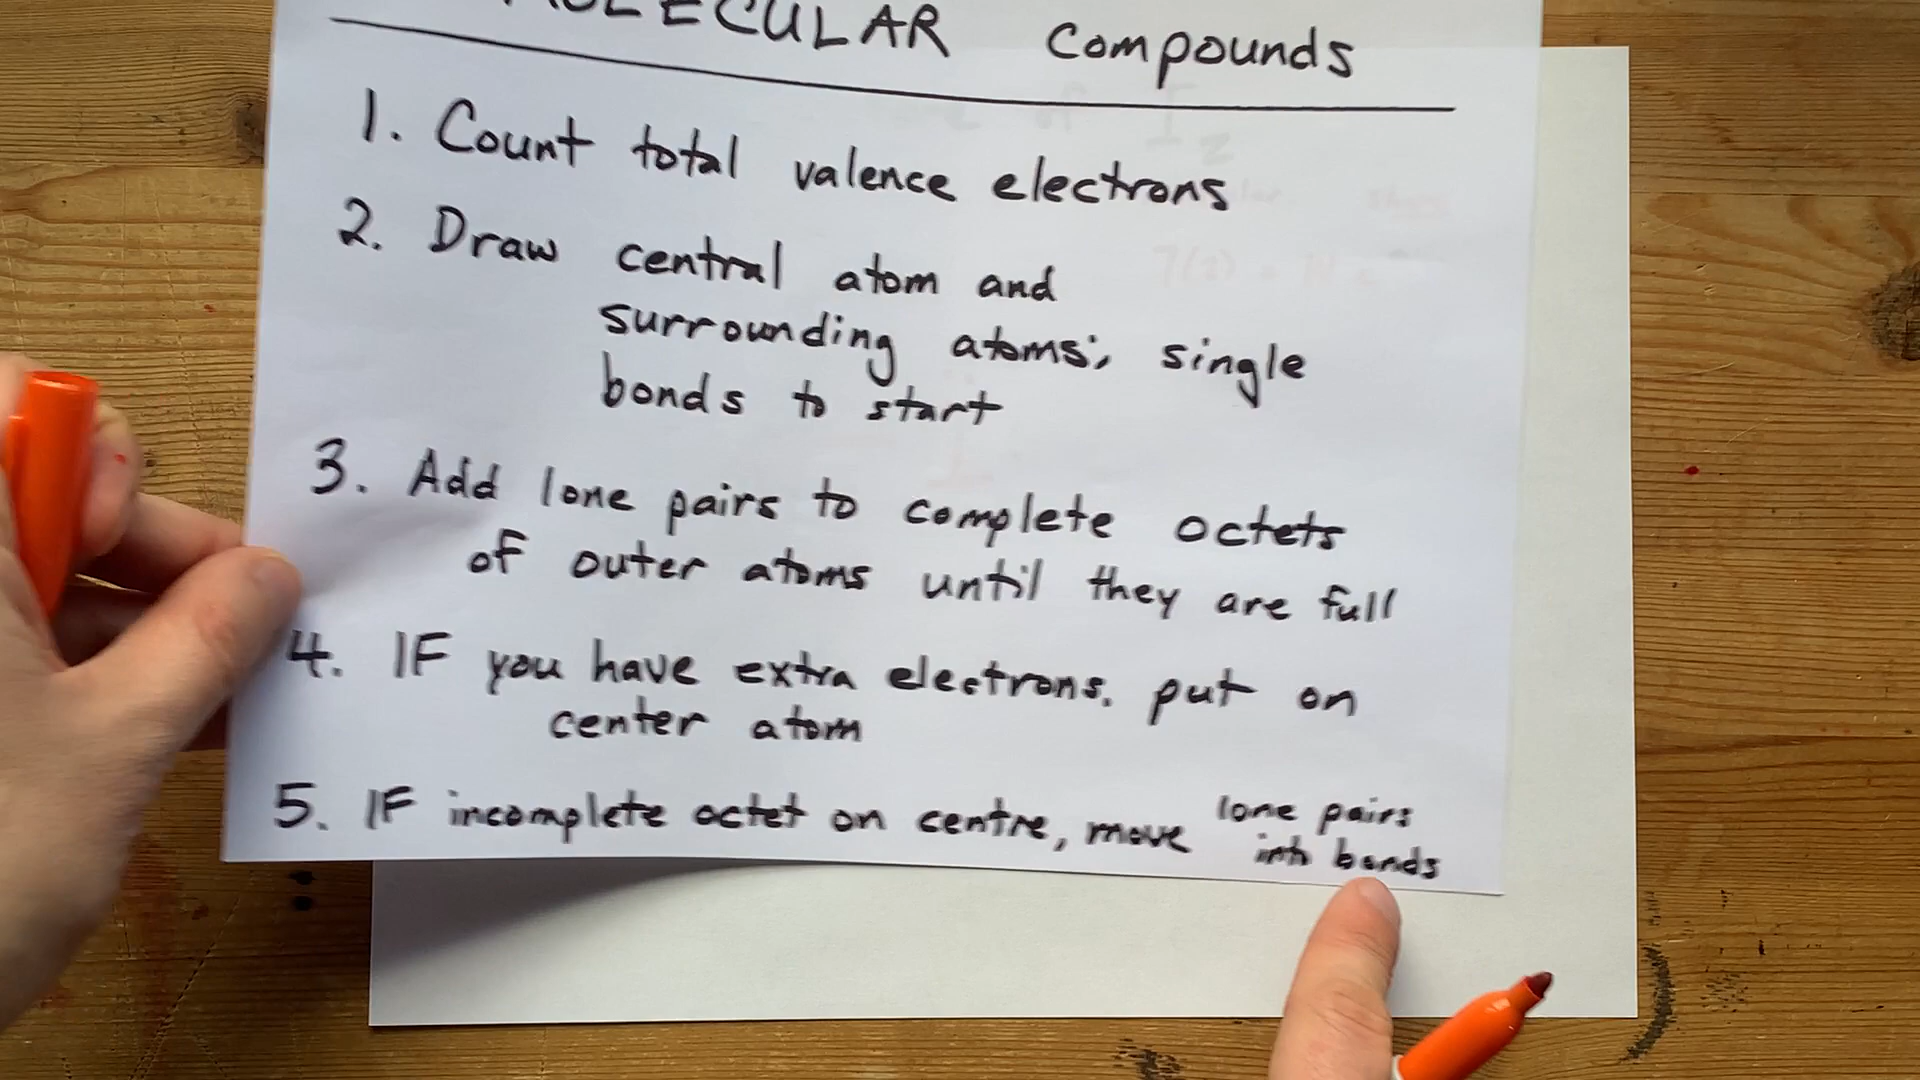 MOLECULAR Compounds
1. Count total valence electrons
2. Draw central atom and
surrounding atoms; single
bonds to start
3. Add lone pairs to complete octets
of outer atoms until they are full
4. IF you have extra electrons. put on
center atom
5. IF incomplete octet on centre, move lone pairs
into bonds